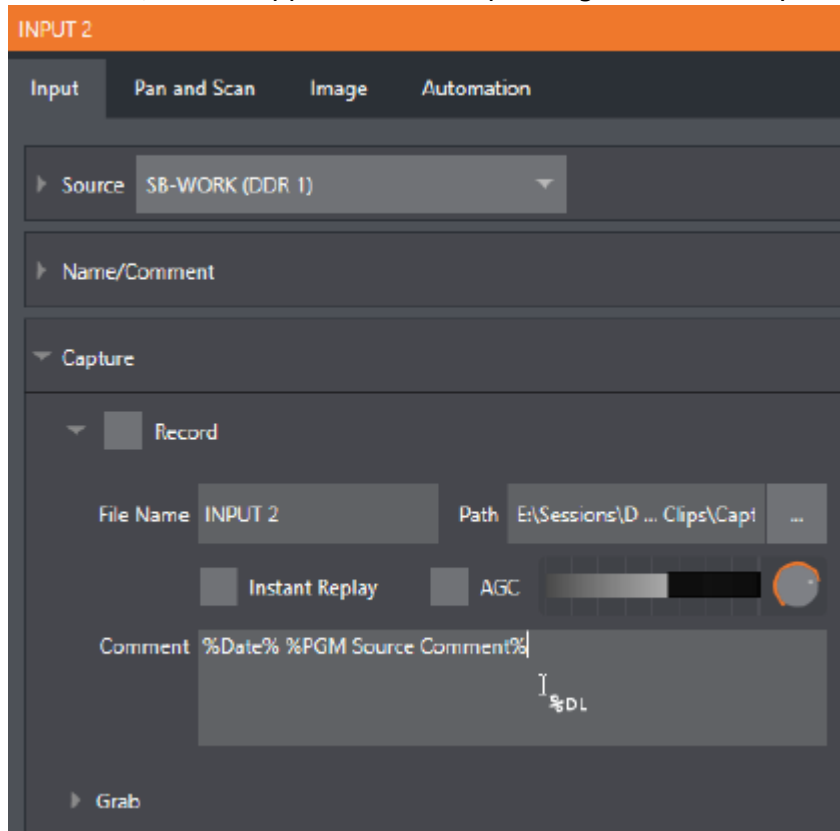 INPUT 2
Input Pan and Scan Image Automation
Source SB-WORK (DDR 1)
Name/Comment
Capture
Record
File Name INPUT 2 Path E:\Sessions\D ... Clips\Capt ...
Instant Replay AGC
Comment %Date% %PGM Source Comment%
%DL
Grab